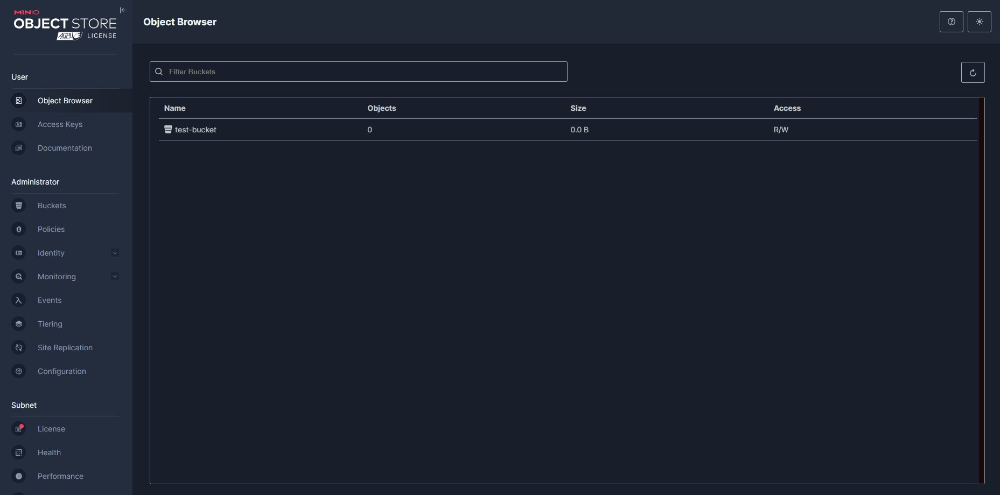 MINIO
OBJECT STORE
AGPL LICENSE
Object Browser
User
Object Browser
Access Keys
Documentation
Administrator
Buckets
Policies
Identity
Monitoring
Events
Tiering
Site Replication
Configuration
Subnet
License
Health
Performance
Filter Buckets
Name Objects Size Access
test-bucket 0 0.0 B R/W